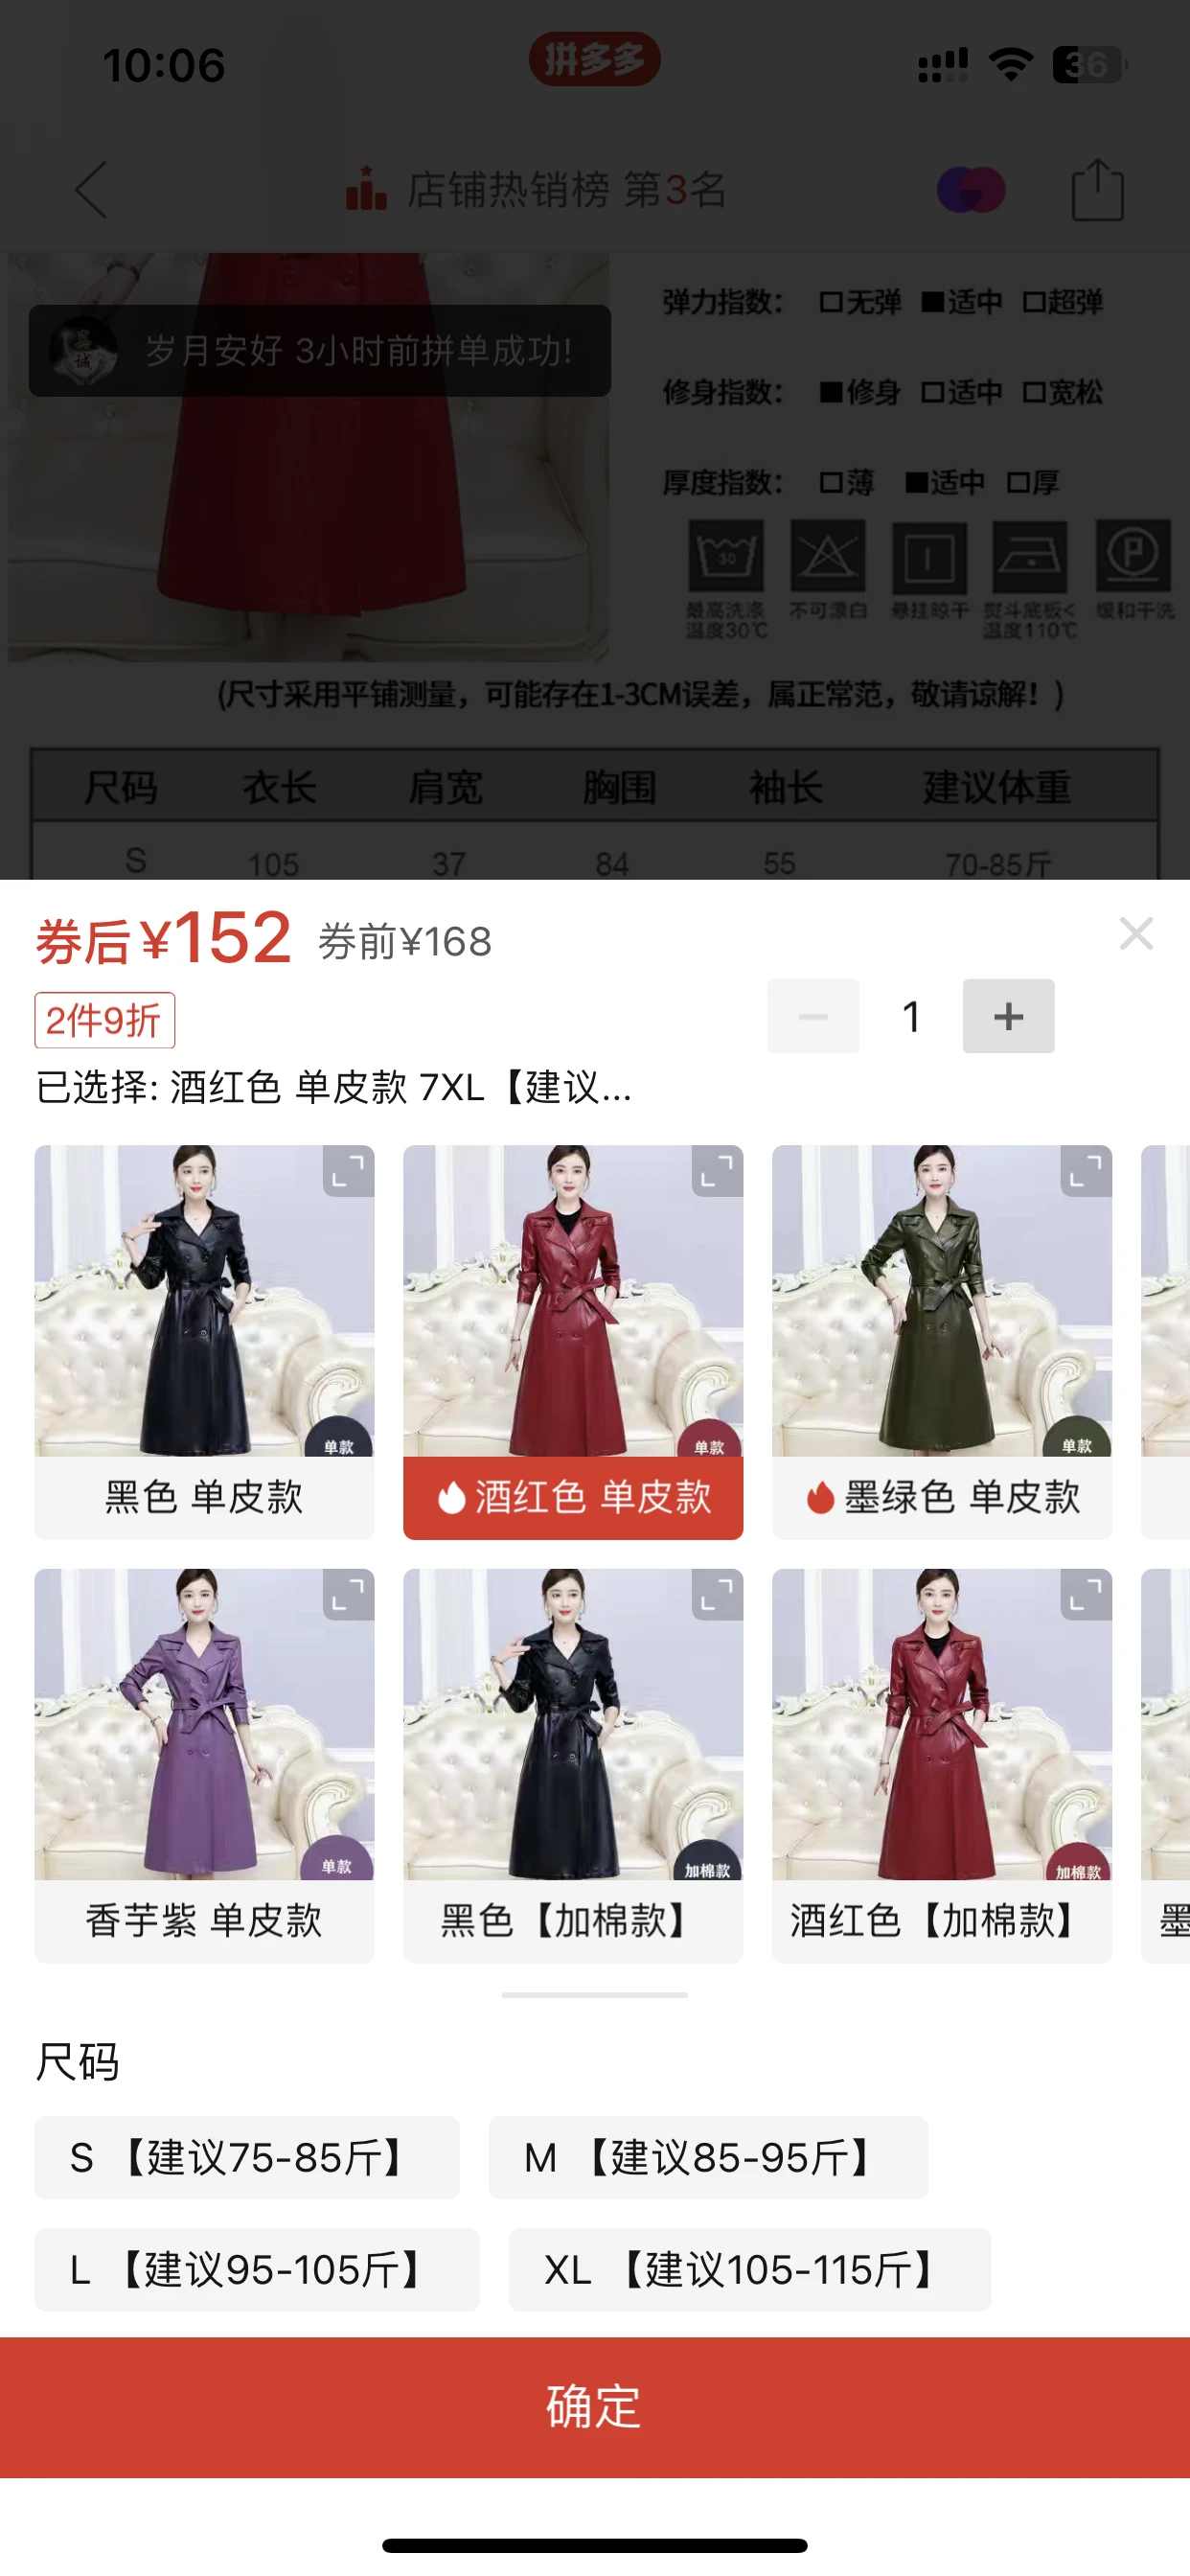 10:06
拼多多
36
店铺热销榜 第3名
弹力指数： □无弹 ■适中 □超弹
真诚
岁月安好 3小时前拼单成功!
修身指数： ■修身 □适中 □宽松
厚度指数： □薄 ■适中 □厚
30
P
最高洗涤温度30℃ 不可漂白 悬挂晾干 熨斗底板<温度110℃ 缓和干洗
(尺寸采用平铺测量，可能存在1-3CM误差，属正常范，敬请谅解！)
尺码 衣长 肩宽 胸围 袖长 建议体重
S 105 37 84 55 70-85斤
券后¥152 券前¥168
2件9折
1
已选择: 酒红色 单皮款 7XL【建议...
单款
单款
单款
黑色 单皮款
酒红色 单皮款
墨绿色 单皮款
单款
加棉款
加棉款
香芋紫 单皮款
黑色【加棉款】
酒红色【加棉款】
墨
尺码
S 【建议75-85斤】
M 【建议85-95斤】
L 【建议95-105斤】
XL 【建议105-115斤】
确定